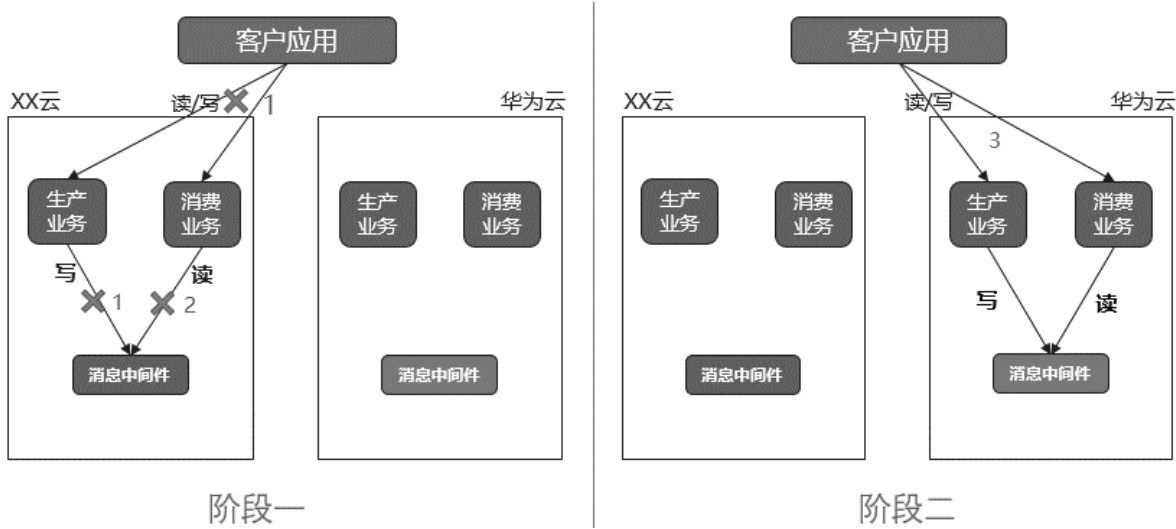 客户应用
XX云
读/写
1
华为云
生产
业务
消费
业务
生产
业务
消费
业务
写
1
读
2
消息中间件
消息中间件
阶段一
客户应用
XX云
读/写
华为云
3
生产
业务
消费
业务
生产
业务
消费
业务
写
读
消息中间件
消息中间件
阶段二